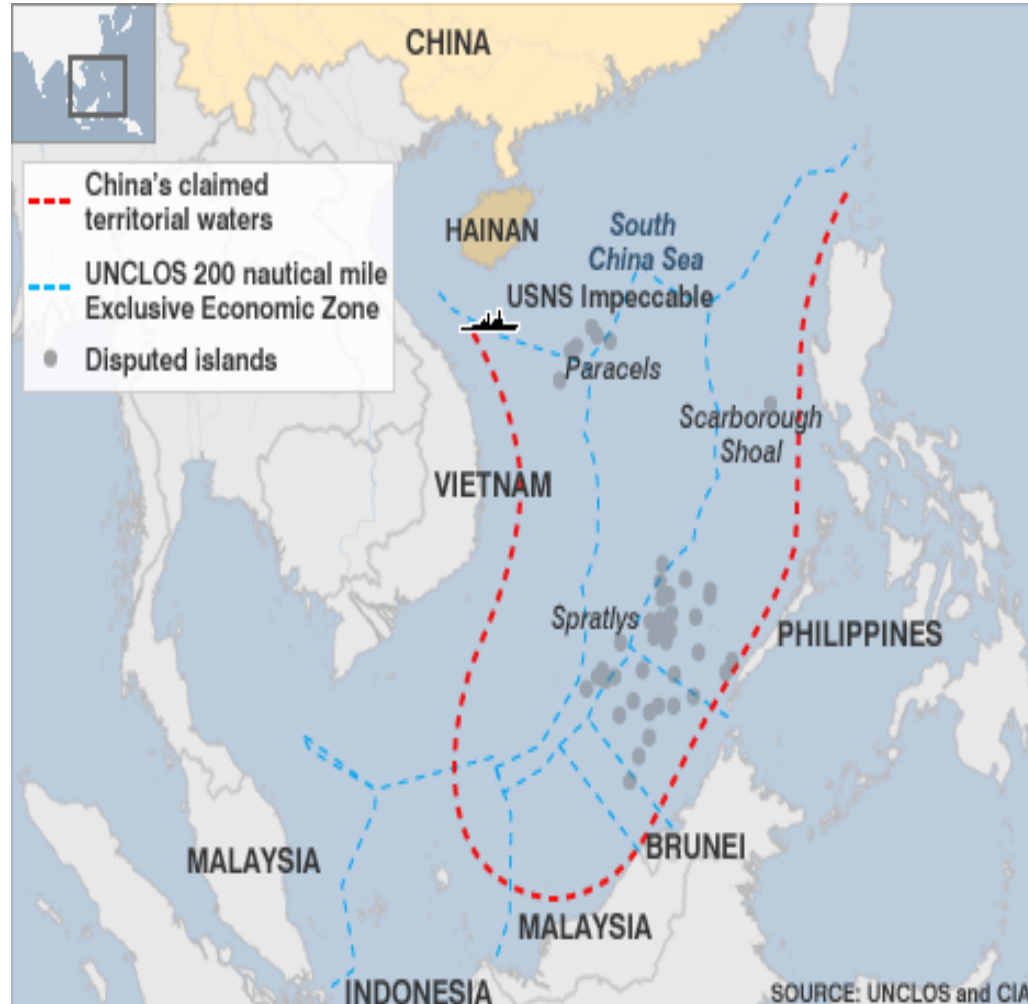 CHINA
China's claimed
territorial waters
UNCLOS 200 nautical mile
Exclusive Economic Zone
Disputed islands
HAINAN
South
China Sea
USNS Impeccable
Paracels
Scarborough
Shoal
VIETNAM
Spratlys
PHILIPPINES
MALAYSIA
BRUNEI
MALAYSIA
INDONESIA
SOURCE: UNCLOS and CIA